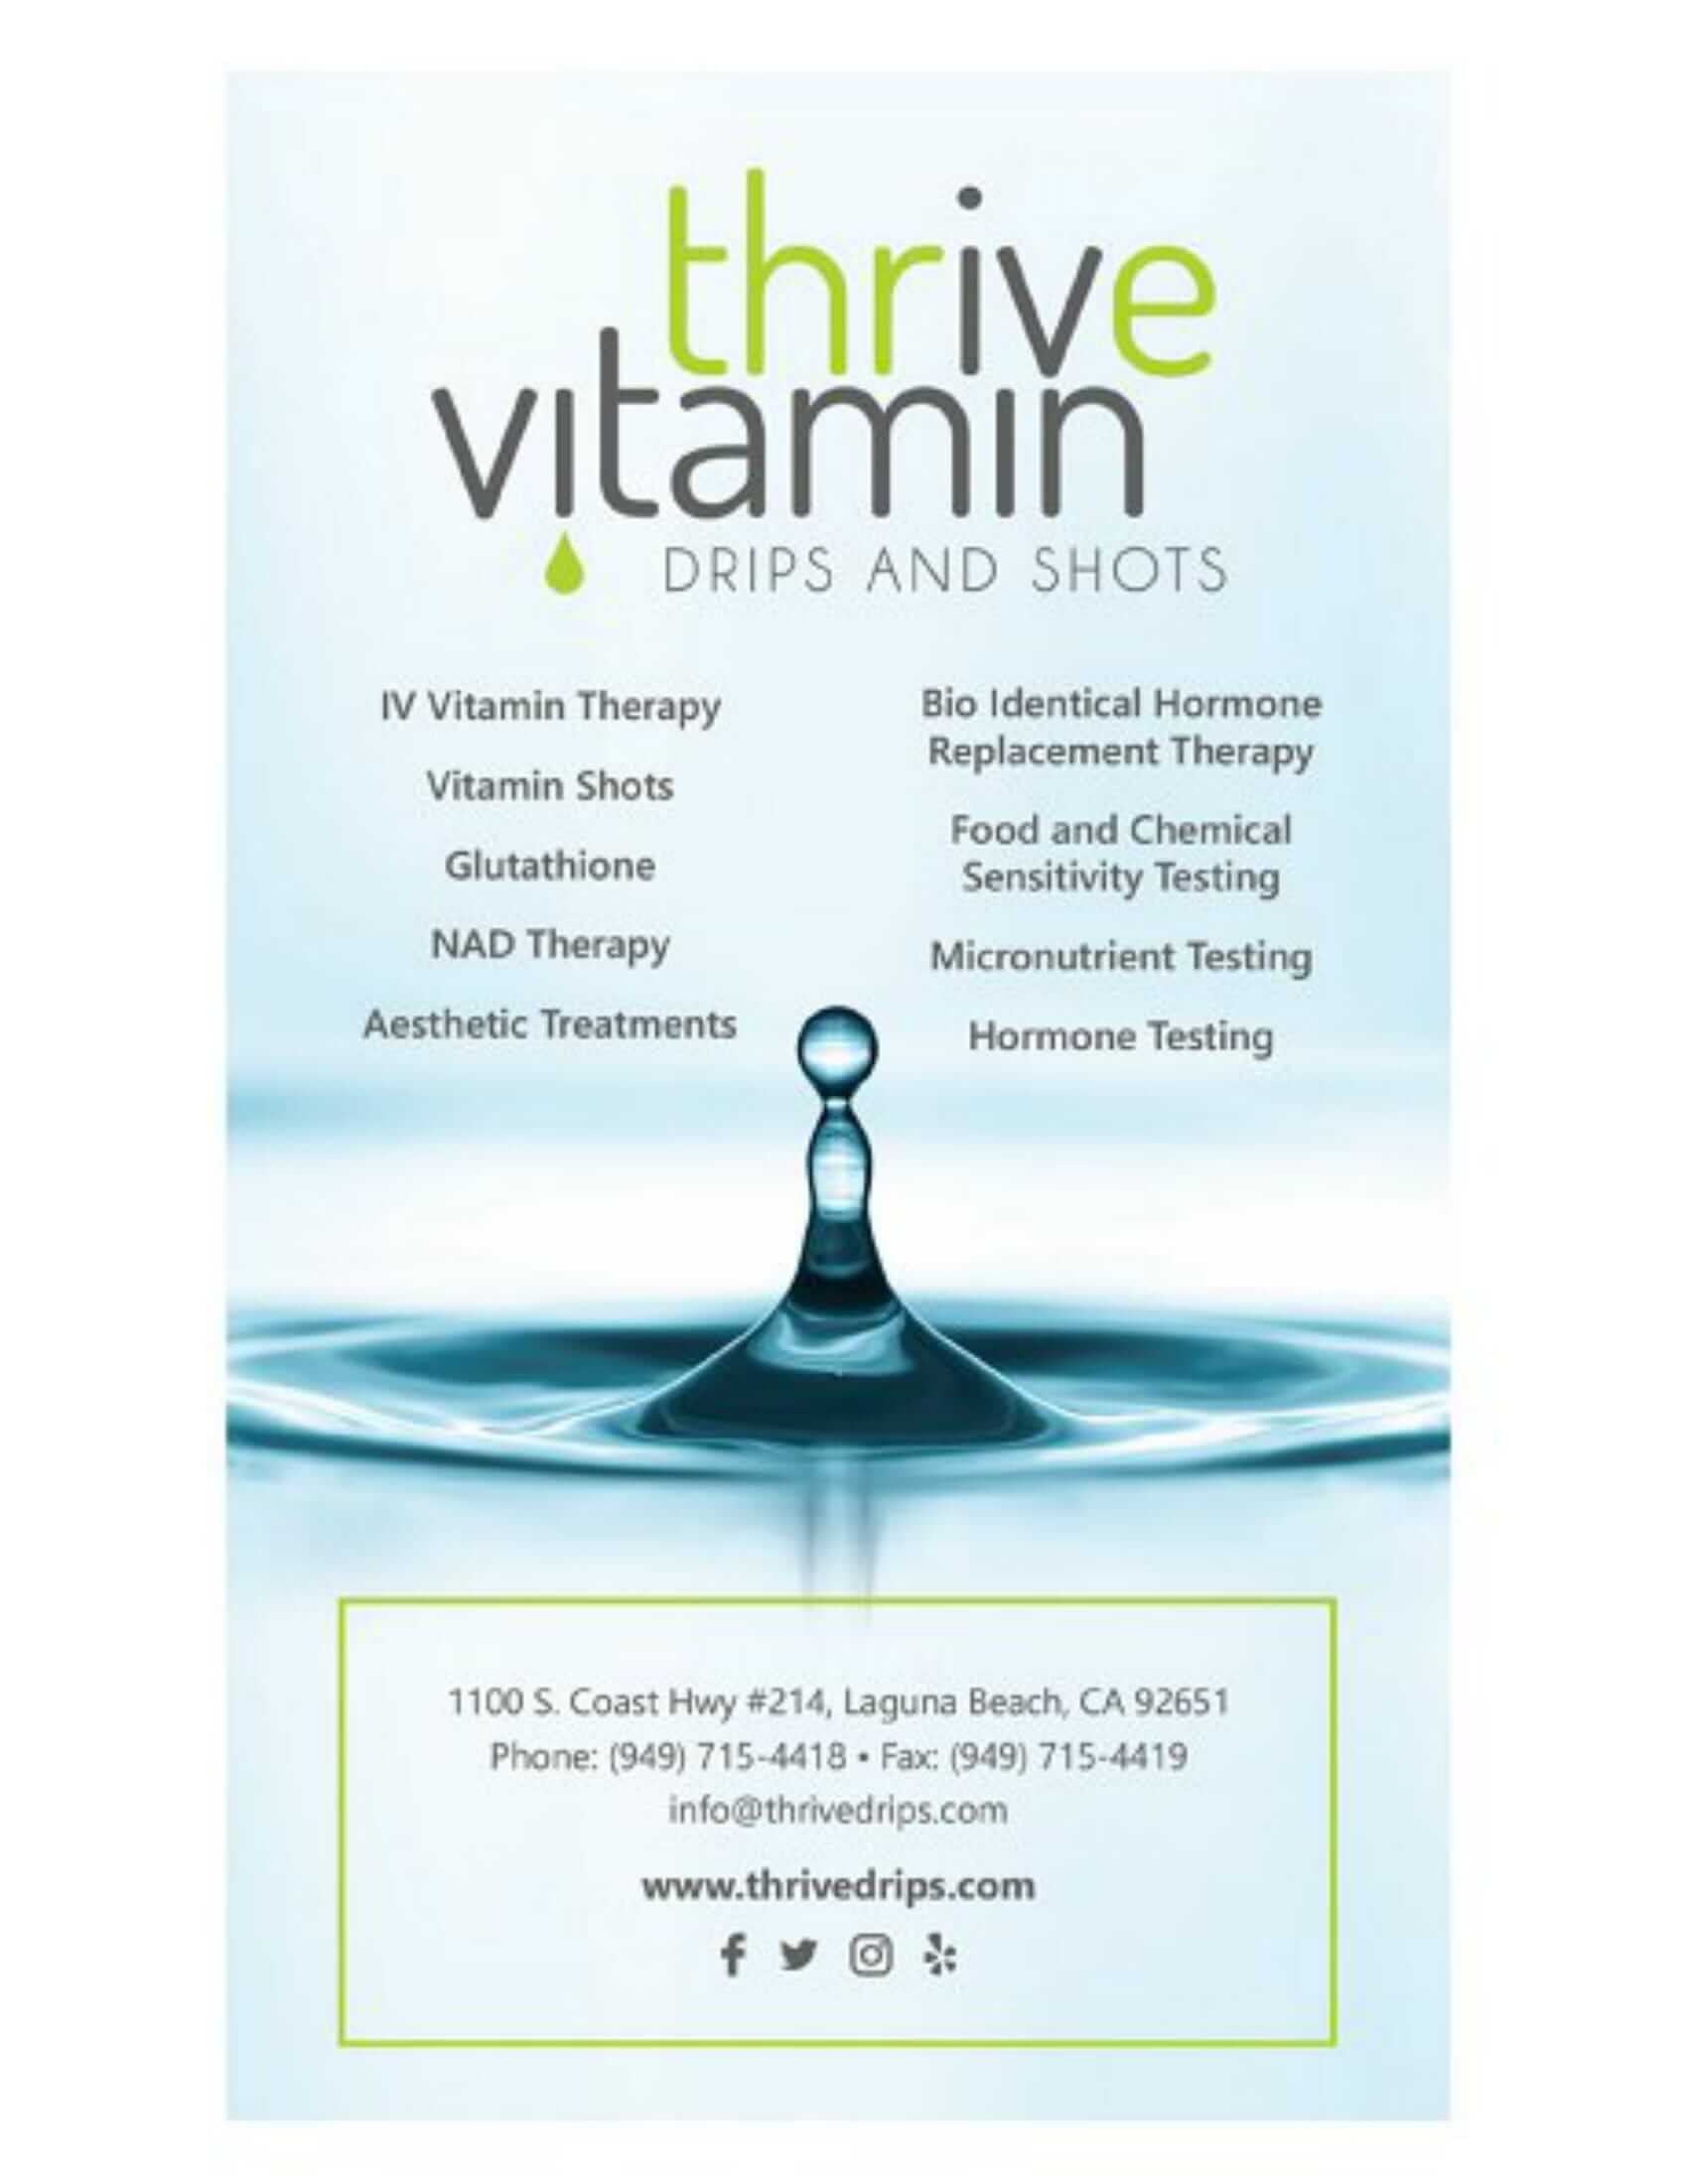 thrive
vitamin
DRIPS AND SHOTS
IV Vitamin Therapy
Vitamin Shots
Glutathione
NAD Therapy
Aesthetic Treatments
Bio Identical Hormone
Replacement Therapy
Food and Chemical
Sensitivity Testing
Micronutrient Testing
Hormone Testing
1100 S. Coast Hwy #214, Laguna Beach, CA 92651
Phone: (949) 715-4418 • Fax: (949) 715-4419
info@thrivedrips.com
www.thrivedrips.com